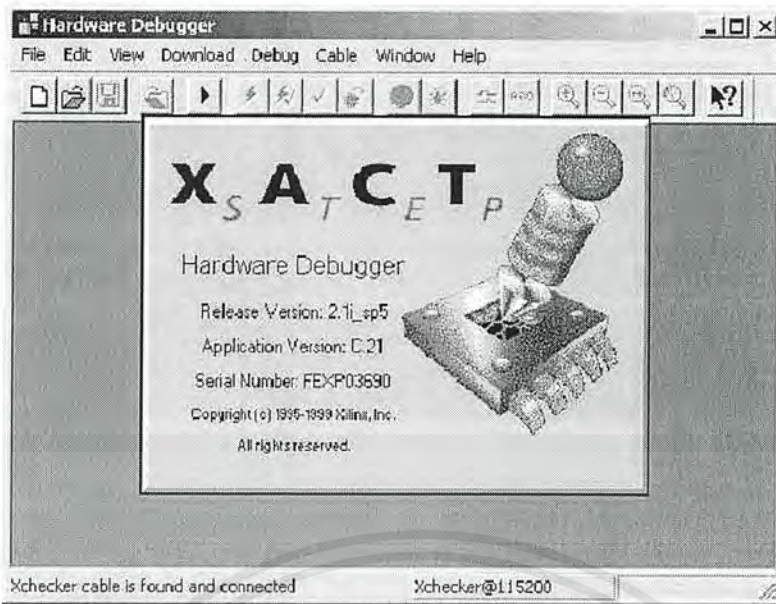 Hardware Debugger
File Edit View Download Debug Cable Window Help
XSATCETP
Hardware Debugger
Release Version: 2.1i_sp5
Application Version: C.21
Serial Number: FEXP03690
Copyright (c) 1995-1999 Xilinx, Inc.
All rights reserved.
Xchecker cable is found and connected Xchecker@115200